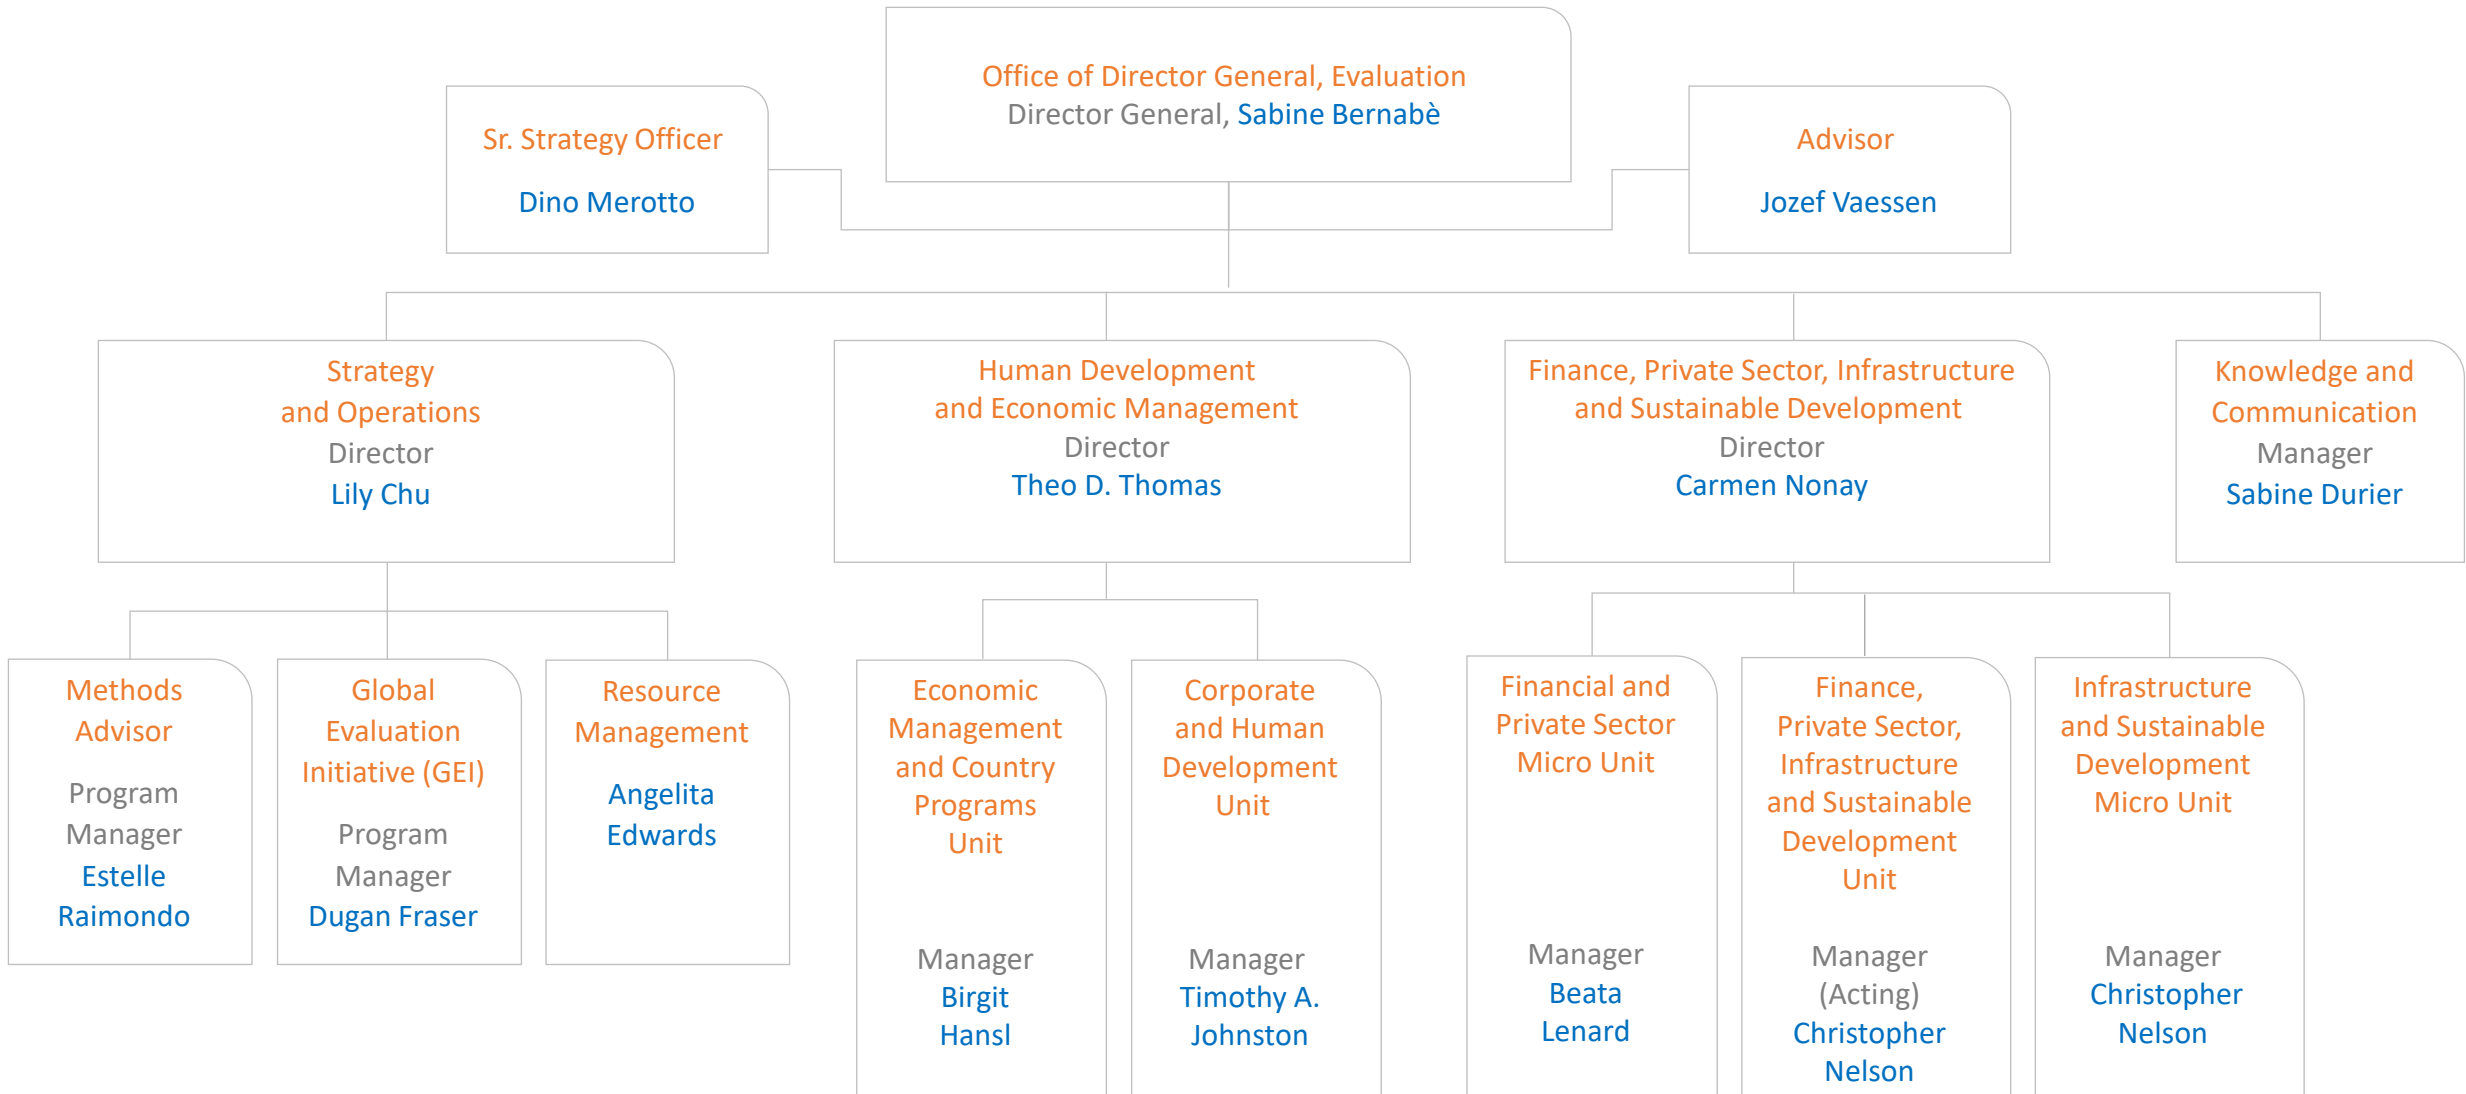 Office of Director General, Evaluation
Director General, Sabine Bernabè
Sr. Strategy Officer
Dino Merotto
Advisor
Jozef Vaessen
Strategy
and Operations
Director
Lily Chu
Human Development
and Economic Management
Director
Theo D. Thomas
Finance, Private Sector, Infrastructure
and Sustainable Development
Director
Carmen Nonay
Knowledge and
Communication
Manager
Sabine Durier
Methods
Advisor
Program
Manager
Estelle
Raimondo
Global
Evaluation
Initiative (GEI)
Program
Manager
Dugan Fraser
Resource
Management
Angelita
Edwards
Economic
Management
and Country
Programs
Unit
Manager
Birgit
Hansl
Corporate
and Human
Development
Unit
Manager
Timothy A.
Johnston
Financial and
Private Sector
Micro Unit
Manager
Beata
Lenard
Finance,
Private Sector,
Infrastructure
and Sustainable
Development
Unit
Manager
(Acting)
Christopher
Nelson
Infrastructure
and Sustainable
Development
Micro Unit
Manager
Christopher
Nelson